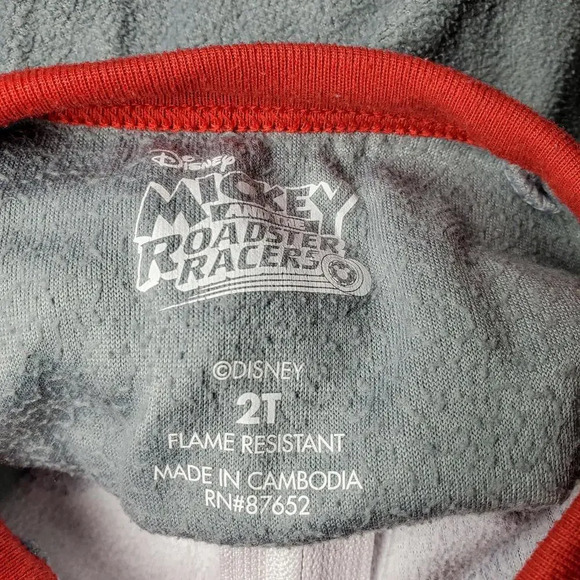 Disney
MICKEY
AND THE
ROADSTER
RACERS
©DISNEY
2T
FLAME RESISTANT
MADE IN CAMBODIA
RN#87652